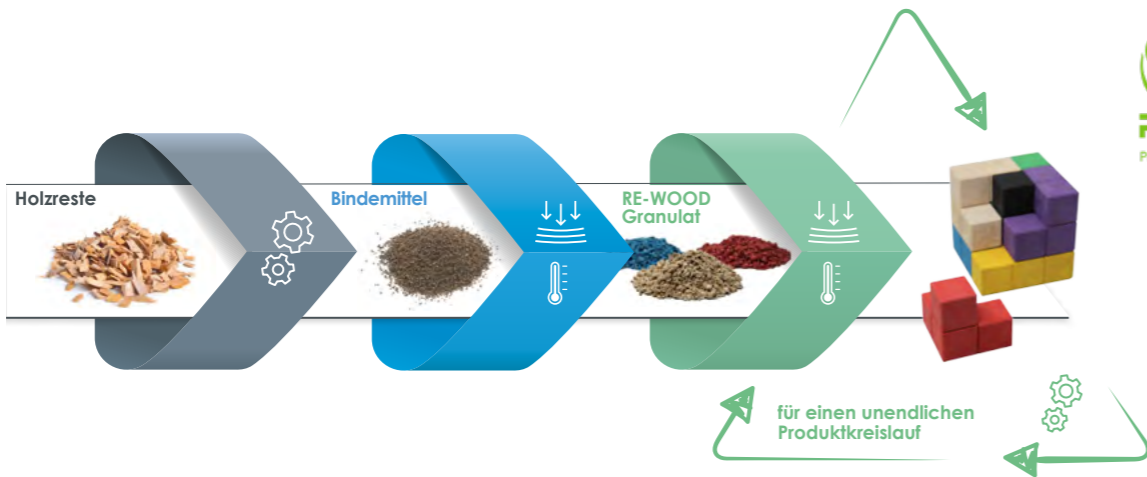 Holzreste
Bindemittel
RE-WOOD
Granulat
für einen unendlichen
Produktkreislauf